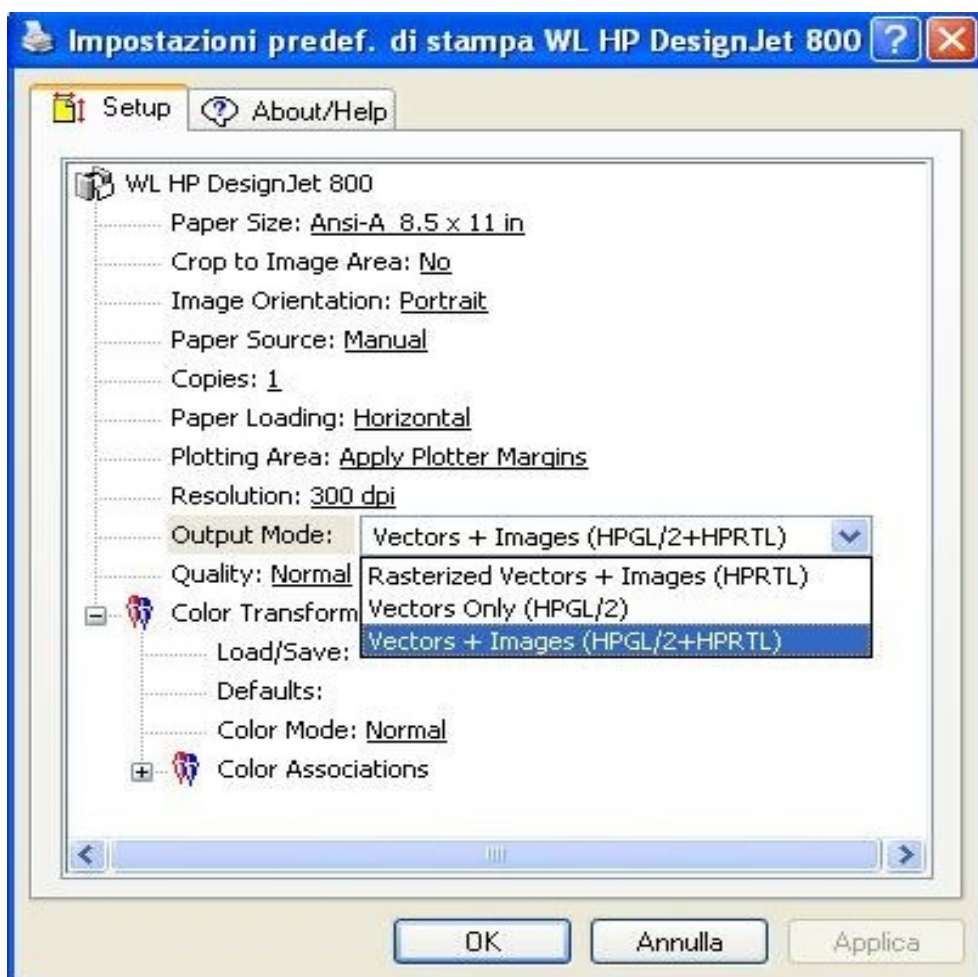 Impostazioni predef. di stampa WL HP DesignJet 800
Setup
About/Help
WL HP DesignJet 800
Paper Size: Ansi-A 8.5 x 11 in
Crop to Image Area: No
Image Orientation: Portrait
Paper Source: Manual
Copies: 1
Paper Loading: Horizontal
Plotting Area: Apply Plotter Margins
Resolution: 300 dpi
Output Mode: Vectors + Images (HPGL/2+HPRTL)
Quality: Normal
Rasterized Vectors + Images (HPRTL)
Vectors Only (HPGL/2)
Vectors + Images (HPGL/2+HPRTL)
Color Transform
Load/Save:
Defaults:
Color Mode: Normal
Color Associations
OK
Annulla
Applica